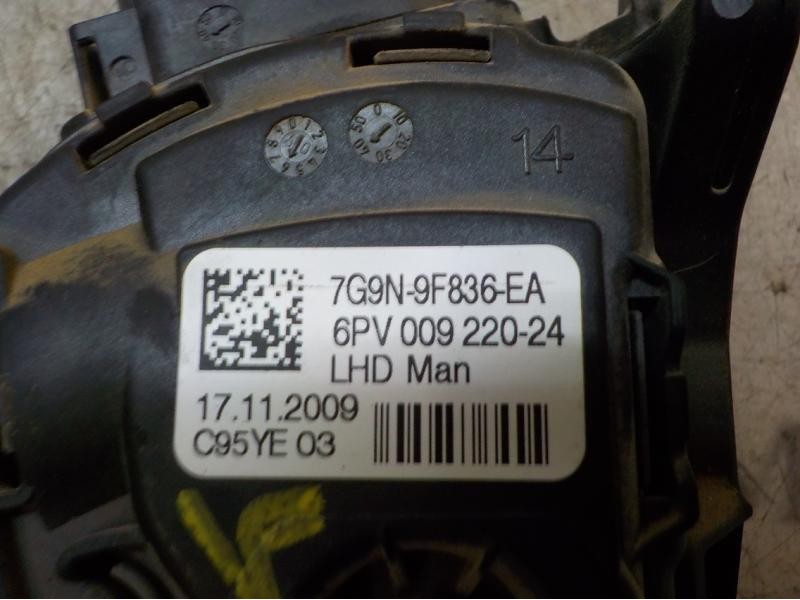 14
7G9N-9F836-EA
6PV 009 220-24
LHD Man
17.11.2009
C95YE 03